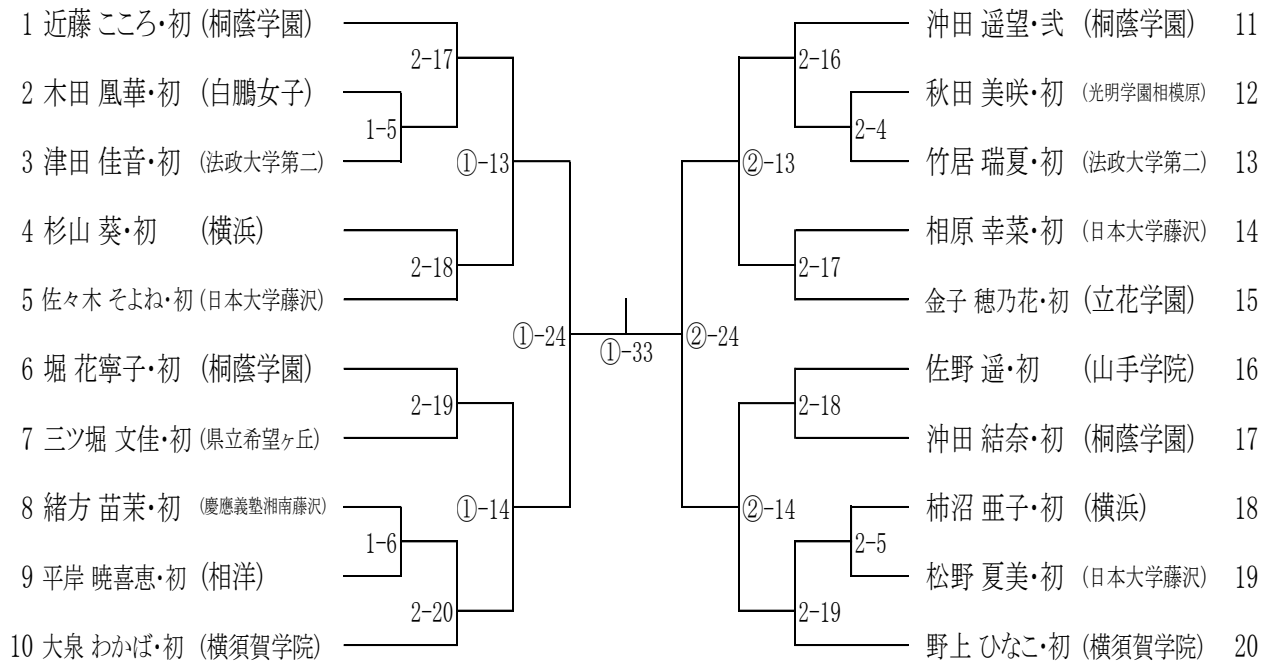 1 近藤 こころ・初 (桐蔭学園)
2 木田 凰華・初 (白鵬女子)
3 津田 佳音・初 (法政大学第二)
4 杉山 葵・初 (横浜)
5 佐々木 そよね・初 (日本大学藤沢)
6 堀 花寧子・初 (桐蔭学園)
7 三ツ堀 文佳・初 (県立希望ヶ丘)
8 緒方 苗茉・初 (慶應義塾湘南藤沢)
9 平岸 暁喜恵・初 (相洋)
10 大泉 わかば・初 (横須賀学院)
2-17
1-5
①-13
2-18
①-24
2-19
①-14
1-6
2-20
①-33
2-16
2-4
②-13
2-17
②-24
2-18
②-14
2-5
2-19
沖田 遥望・弐 (桐蔭学園) 11
秋田 美咲・初 (光明学園相模原) 12
竹居 瑞夏・初 (法政大学第二) 13
相原 幸菜・初 (日本大学藤沢) 14
金子 穂乃花・初 (立花学園) 15
佐野 遥・初 (山手学院) 16
沖田 結奈・初 (桐蔭学園) 17
柿沼 亜子・初 (横浜) 18
松野 夏美・初 (日本大学藤沢) 19
野上 ひなこ・初 (横須賀学院) 20